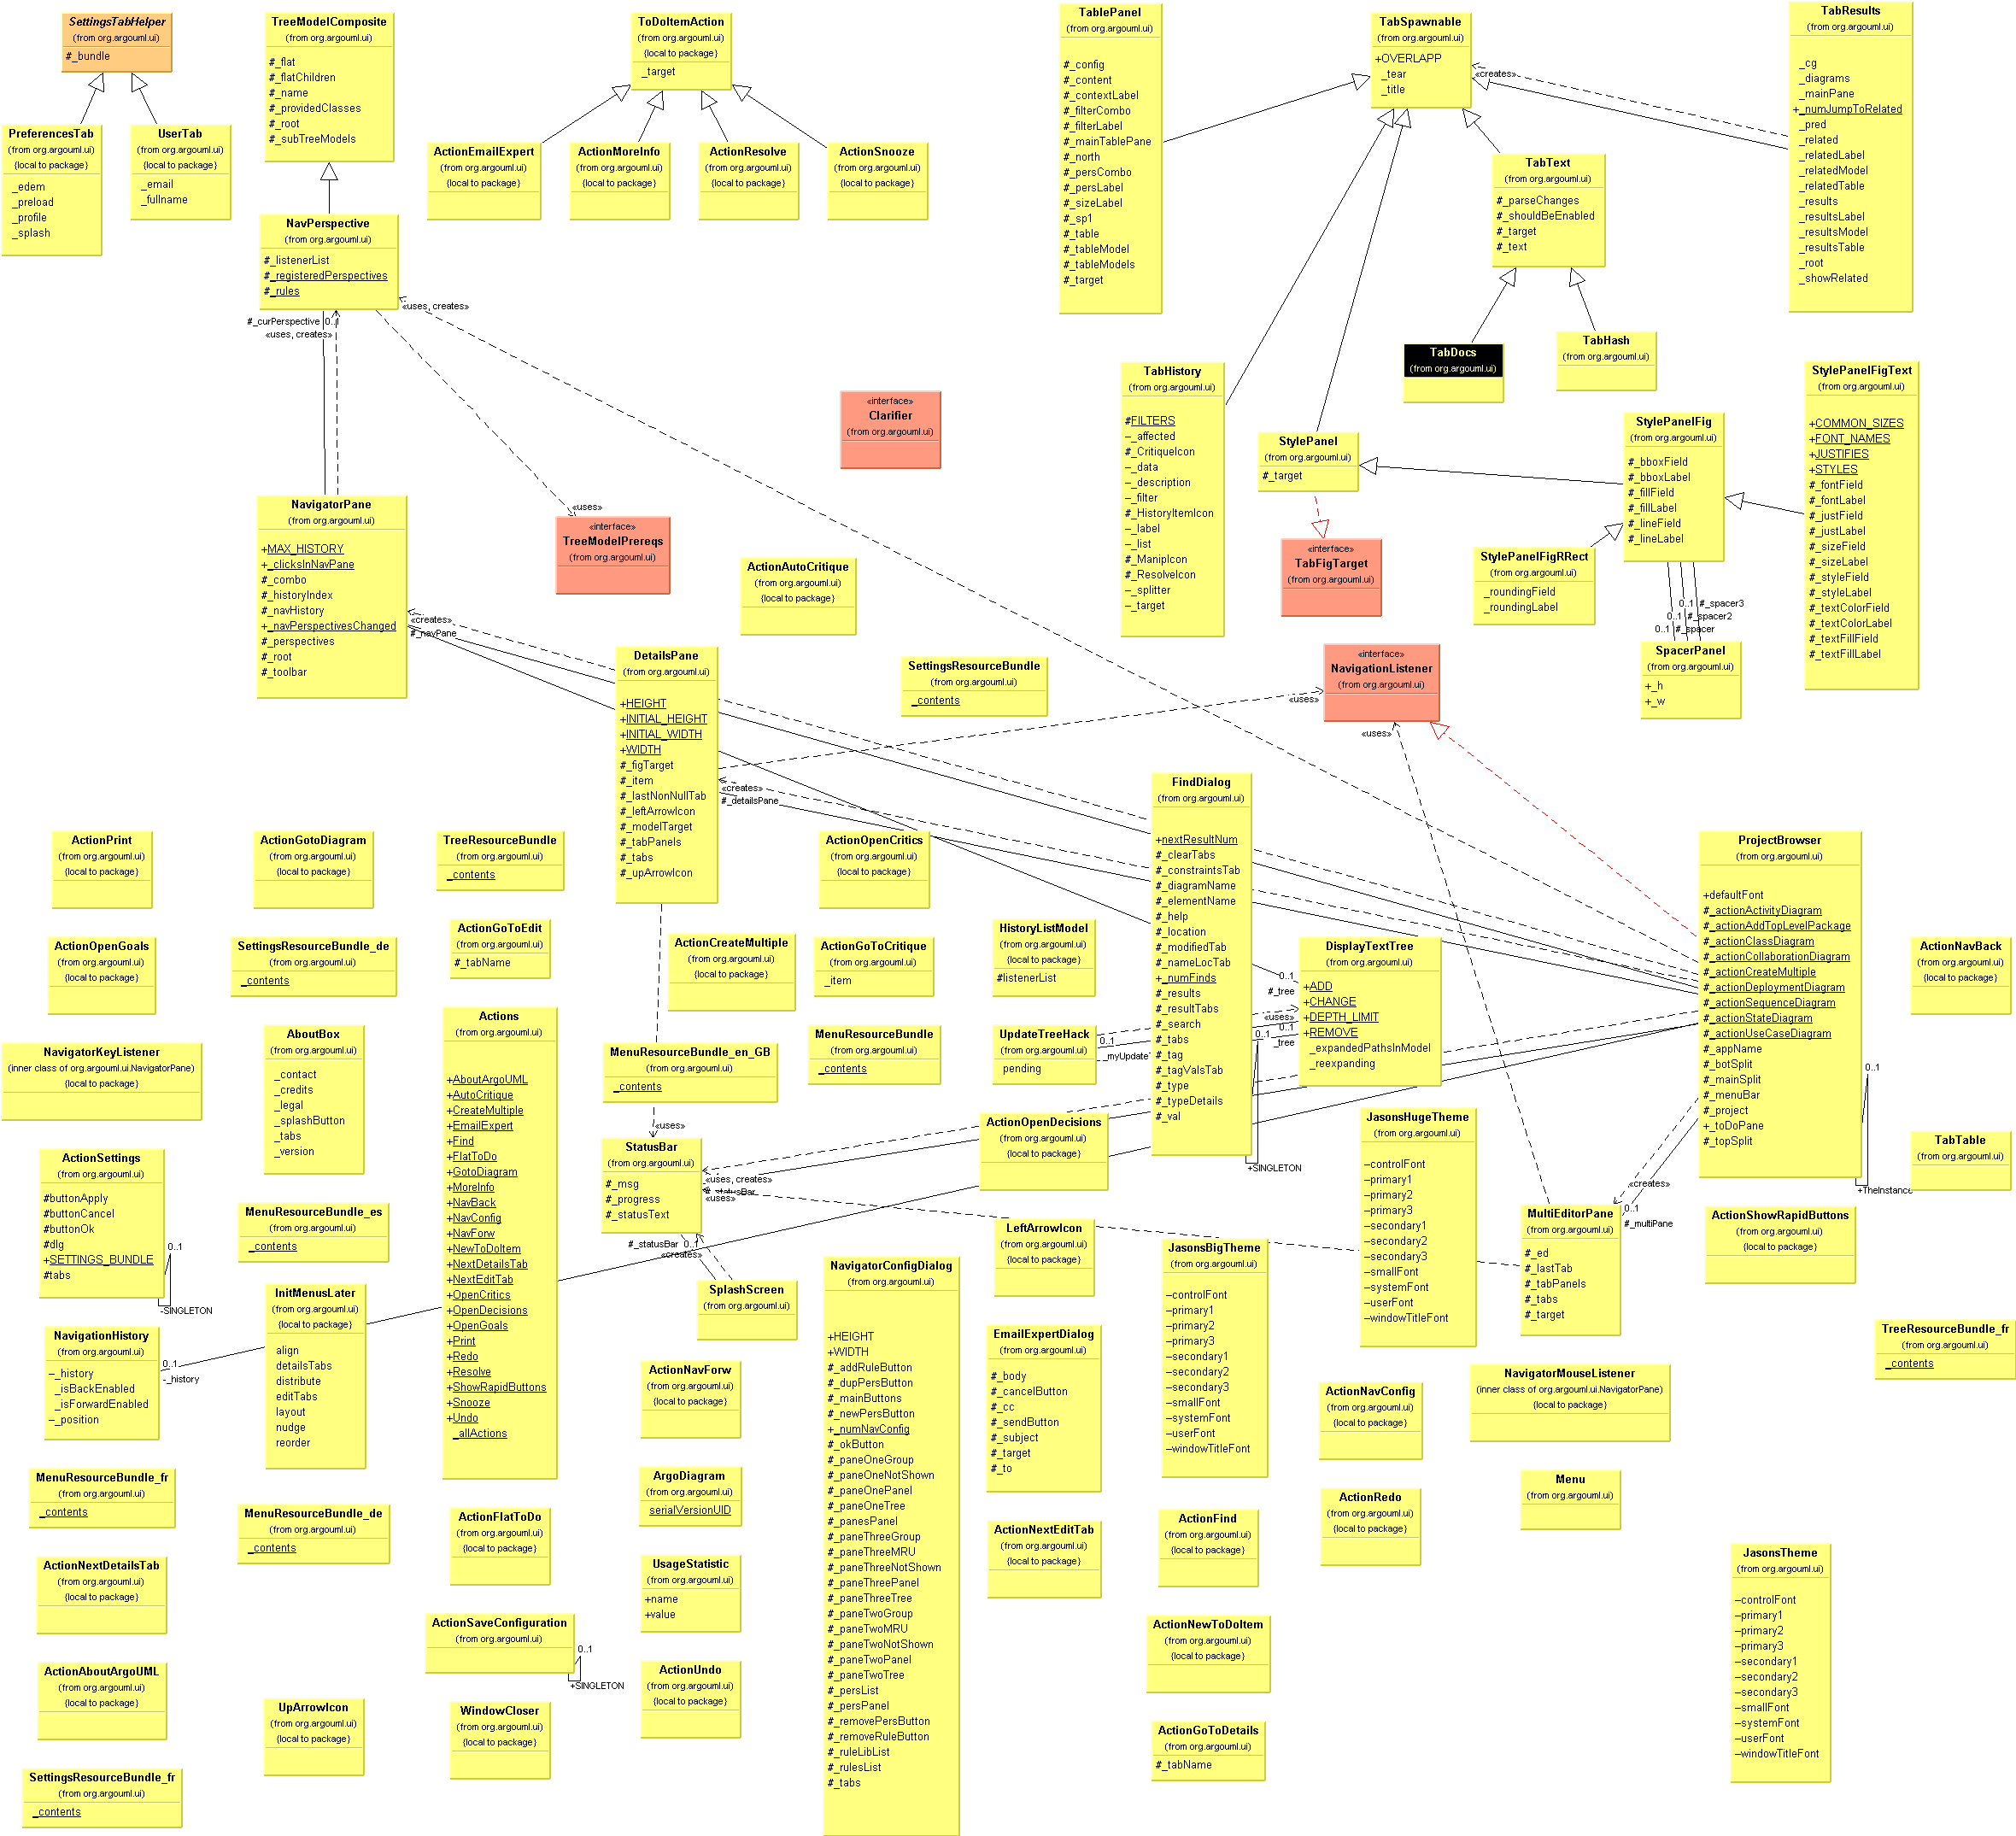 SettingsTabHelper
(from org.argouml.ui)
#_bundle
PreferencesTab
(from org.argouml.ui)
{local to package}
_edem
_preload
_profile
_splash
UserTab
(from org.argouml.ui)
{local to package}
_email
_fullname
TreeModelComposite
(from org.argouml.ui)
#_flat
#_flatChildren
#_name
#_providedClasses
#_root
#_subTreeModels
NavPerspective
(from org.argouml.ui)
#_listenerList
#_registeredPerspectives
#_rules
#_curPerspective 0..1
«uses, creates»
«uses, creates»
ToDoItemAction
(from org.argouml.ui)
{local to package}
_target
ActionEmailExpert
(from org.argouml.ui)
{local to package}
ActionMoreInfo
(from org.argouml.ui)
{local to package}
ActionResolve
(from org.argouml.ui)
{local to package}
ActionSnooze
(from org.argouml.ui)
{local to package}
TablePanel
(from org.argouml.ui)
#_config
#_content
#_contextLabel
#_filterCombo
#_filterLabel
#_mainTablePane
#_north
#_persCombo
#_persLabel
#_sizeLabel
#_sp1
#_table
#_tableModel
#_tableModels
#_target
TabSpawnable
(from org.argouml.ui)
+OVERLAPP
_tear
_title
«creates»
TabResults
(from org.argouml.ui)
_cg
_diagrams
_mainPane
+_numJumpToRelated
_pred
_related
_relatedLabel
_relatedModel
_relatedTable
_results
_resultsLabel
_resultsModel
_resultsTable
_root
_showRelated
TabText
(from org.argouml.ui)
#_parseChanges
#_shouldBeEnabled
#_target
#_text
TabDocs
(from org.argouml.ui)
TabHash
(from org.argouml.ui)
TabHistory
(from org.argouml.ui)
#FILTERS
–_affected
#_CritiqueIcon
–_data
–_description
–_filter
#_HistoryItemIcon
–_label
–_list
#_ManipIcon
#_ResolveIcon
–_splitter
–_target
StylePanel
(from org.argouml.ui)
#_target
«interface»
TabFigTarget
(from org.argouml.ui)
StylePanelFig
(from org.argouml.ui)
#_bboxField
#_bboxLabel
#_fillField
#_fillLabel
#_lineField
#_lineLabel
StylePanelFigText
(from org.argouml.ui)
+COMMON_SIZES
+FONT_NAMES
+JUSTIFIES
+STYLES
#_fontField
#_fontLabel
#_justField
#_justLabel
#_sizeField
#_sizeLabel
#_styleField
#_styleLabel
#_textColorField
#_textColorLabel
#_textFillField
#_textFillLabel
StylePanelFigRRect
(from org.argouml.ui)
_roundingField
_roundingLabel
0..1 #_spacer3
0..1 #_spacer2
0..1 #_spacer
SpacerPanel
(from org.argouml.ui)
+_h
+_w
«interface»
Clarifier
(from org.argouml.ui)
NavigatorPane
(from org.argouml.ui)
+MAX_HISTORY
+_clicksInNavPane
#_combo
#_historyIndex
#_navHistory
+_navPerspectivesChanged
#_perspectives
#_root
#_toolbar
«creates»
#_navPane
«uses»
«interface»
TreeModelPrereqs
(from org.argouml.ui)
ActionAutoCritique
(from org.argouml.ui)
{local to package}
DetailsPane
(from org.argouml.ui)
+HEIGHT
+INITIAL_HEIGHT
+INITIAL_WIDTH
+WIDTH
#_figTarget
#_item
#_lastNonNullTab
#_leftArrowIcon
#_modelTarget
#_tabPanels
#_tabs
#_upArrowIcon
«creates»
#_detailsPane
SettingsResourceBundle
(from org.argouml.ui)
_contents
«interface»
NavigationListener
(from org.argouml.ui)
«uses»
«uses»
FindDialog
(from org.argouml.ui)
+nextResultNum
#_clearTabs
#_constraintsTab
#_diagramName
#_elementName
#_help
#_location
#_modifiedTab
#_nameLocTab
+_numFinds
#_results
#_resultTabs
#_search
#_tabs
#_tag
#_tagValsTab
#_type
#_typeDetails
#_val
0..1
+SINGLETON
ProjectBrowser
(from org.argouml.ui)
+defaultFont
#_actionActivityDiagram
#_actionAddTopLevelPackage
#_actionClassDiagram
#_actionCollaborationDiagram
#_actionCreateMultiple
#_actionDeploymentDiagram
#_actionSequenceDiagram
#_actionStateDiagram
#_actionUseCaseDiagram
#_appName
#_botSplit
#_mainSplit
#_menuBar
#_project
+_toDoPane
#_topSplit
0..1
+TheInstance
ActionPrint
(from org.argouml.ui)
{local to package}
ActionGotoDiagram
(from org.argouml.ui)
{local to package}
TreeResourceBundle
(from org.argouml.ui)
_contents
ActionOpenCritics
(from org.argouml.ui)
{local to package}
ActionOpenGoals
(from org.argouml.ui)
{local to package}
SettingsResourceBundle_de
(from org.argouml.ui)
_contents
ActionGoToEdit
(from org.argouml.ui)
#_tabName
ActionCreateMultiple
(from org.argouml.ui)
{local to package}
ActionGoToCritique
(from org.argouml.ui)
_item
HistoryListModel
(from org.argouml.ui)
{local to package}
#listenerList
DisplayTextTree
(from org.argouml.ui)
+ADD
+CHANGE
+DEPTH_LIMIT
+REMOVE
_expandedPathsInModel
_reexpanding
0..1
#_tree
«uses»
0..1
_tree
0..1
_myUpdate
UpdateTreeHack
(from org.argouml.ui)
pending
ActionNavBack
(from org.argouml.ui)
{local to package}
NavigatorKeyListener
(inner class of org.argouml.ui.NavigatorPane)
{local to package}
AboutBox
(from org.argouml.ui)
_contact
_credits
_legal
_splashButton
_tabs
_version
Actions
(from org.argouml.ui)
+AboutArgoUML
+AutoCritique
+CreateMultiple
+EmailExpert
+Find
+FlatToDo
+GotoDiagram
+MoreInfo
+NavBack
+NavConfig
+NavForw
+NewToDoItem
+NextDetailsTab
+NextEditTab
+OpenCritics
+OpenDecisions
+OpenGoals
+Print
+Redo
+Resolve
+ShowRapidButtons
+Snooze
+Undo
_allActions
MenuResourceBundle_en_GB
(from org.argouml.ui)
_contents
MenuResourceBundle
(from org.argouml.ui)
_contents
«uses»
StatusBar
(from org.argouml.ui)
#_msg
#_progress
#_statusText
«uses, creates»
#_statusBar
«uses»
#_statusBar 0..1
«creates»
SplashScreen
(from org.argouml.ui)
ActionOpenDecisions
(from org.argouml.ui)
{local to package}
JasonsHugeTheme
(from org.argouml.ui)
–controlFont
–primary1
–primary2
–primary3
–secondary1
–secondary2
–secondary3
–smallFont
–systemFont
–userFont
–windowTitleFont
TabTable
(from org.argouml.ui)
«creates»
0..1
#_multiPane
MultiEditorPane
(from org.argouml.ui)
#_ed
#_lastTab
#_tabPanels
#_tabs
#_target
ActionShowRapidButtons
(from org.argouml.ui)
{local to package}
ActionSettings
(from org.argouml.ui)
#buttonApply
#buttonCancel
#buttonOk
#dlg
+SETTINGS_BUNDLE
#tabs
0..1
-SINGLETON
MenuResourceBundle_es
(from org.argouml.ui)
_contents
InitMenusLater
(from org.argouml.ui)
{local to package}
align
detailsTabs
distribute
editTabs
layout
nudge
reorder
NavigationHistory
(from org.argouml.ui)
–_history
_isBackEnabled
_isForwardEnabled
–_position
0..1
-_history
LeftArrowIcon
(from org.argouml.ui)
{local to package}
JasonsBigTheme
(from org.argouml.ui)
–controlFont
–primary1
–primary2
–primary3
–secondary1
–secondary2
–secondary3
–smallFont
–systemFont
–userFont
–windowTitleFont
NavigatorConfigDialog
(from org.argouml.ui)
+HEIGHT
+WIDTH
#_addRuleButton
#_dupPersButton
#_mainButtons
#_newPersButton
+_numNavConfig
#_okButton
#_paneOneGroup
#_paneOneNotShown
#_paneOnePanel
#_paneOneTree
#_panesPanel
#_paneThreeGroup
#_paneThreeMRU
#_paneThreeNotShown
#_paneThreePanel
#_paneThreeTree
#_paneTwoGroup
#_paneTwoMRU
#_paneTwoNotShown
#_paneTwoPanel
#_paneTwoTree
#_persList
#_persPanel
#_removePersButton
#_removeRuleButton
#_ruleLibList
#_rulesList
#_tabs
EmailExpertDialog
(from org.argouml.ui)
#_body
#_cancelButton
#_cc
#_sendButton
#_subject
#_target
#_to
TreeResourceBundle_fr
(from org.argouml.ui)
_contents
ActionNavForw
(from org.argouml.ui)
{local to package}
ActionNavConfig
(from org.argouml.ui)
{local to package}
NavigatorMouseListener
(inner class of org.argouml.ui.NavigatorPane)
{local to package}
MenuResourceBundle_fr
(from org.argouml.ui)
_contents
MenuResourceBundle_de
(from org.argouml.ui)
_contents
ActionFlatToDo
(from org.argouml.ui)
{local to package}
ArgoDiagram
(from org.argouml.ui)
serialVersionUID
ActionNextEditTab
(from org.argouml.ui)
{local to package}
ActionFind
(from org.argouml.ui)
{local to package}
ActionRedo
(from org.argouml.ui)
{local to package}
Menu
(from org.argouml.ui)
ActionNextDetailsTab
(from org.argouml.ui)
{local to package}
UsageStatistic
(from org.argouml.ui)
+name
+value
JasonsTheme
(from org.argouml.ui)
–controlFont
–primary1
–primary2
–primary3
–secondary1
–secondary2
–secondary3
–smallFont
–systemFont
–userFont
–windowTitleFont
ActionSaveConfiguration
(from org.argouml.ui)
0..1
+SINGLETON
ActionNewToDoItem
(from org.argouml.ui)
{local to package}
ActionAboutArgoUML
(from org.argouml.ui)
{local to package}
ActionUndo
(from org.argouml.ui)
{local to package}
UpArrowIcon
(from org.argouml.ui)
{local to package}
WindowCloser
(from org.argouml.ui)
{local to package}
ActionGoToDetails
(from org.argouml.ui)
#_tabName
SettingsResourceBundle_fr
(from org.argouml.ui)
_contents